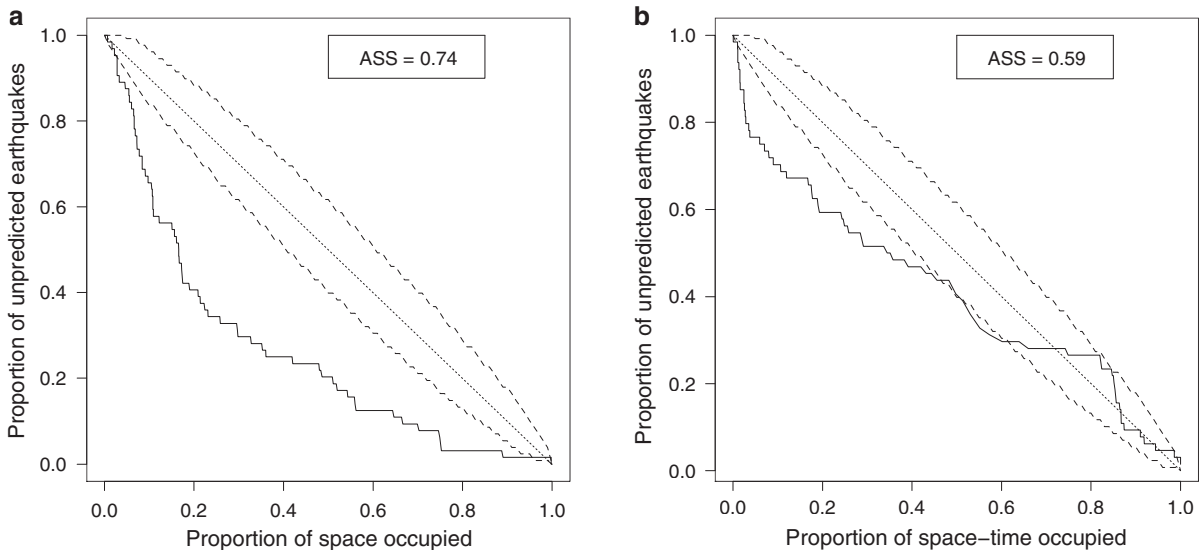 a
ASS = 0.74
1.0
0.8
0.6
0.4
0.2
0.0
Proportion of unpredicted earthquakes
0.0 0.2 0.4 0.6 0.8 1.0
Proportion of space occupied
b
ASS = 0.59
1.0
0.8
0.6
0.4
0.2
0.0
Proportion of unpredicted earthquakes
0.0 0.2 0.4 0.6 0.8 1.0
Proportion of space−time occupied